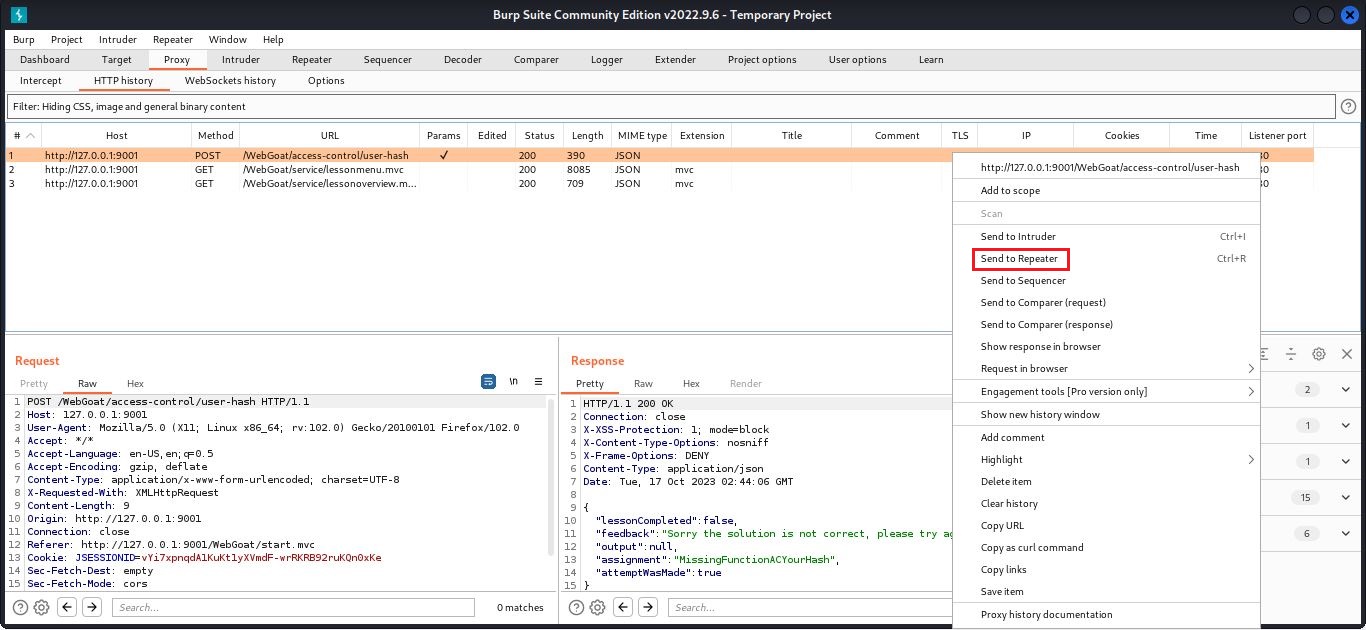 Burp Suite Community Edition v2022.9.6 - Temporary Project
Burp Project Intruder Repeater Window Help
Dashboard Target Proxy Intruder Repeater Sequencer Decoder Comparer Logger Extender Project options User options Learn
Intercept HTTP history WebSockets history Options
Filter: Hiding CSS, image and general binary content
# Host Method URL Params Edited Status Length MIME type Extension Title Comment TLS IP Cookies Time Listener port
1 http://127.0.0.1:9001 POST /WebGoat/access-control/user-hash ✓ 200 390 JSON
2 http://127.0.0.1:9001 GET /WebGoat/service/lessonmenu.mvc 200 8085 JSON mvc
3 http://127.0.0.1:9001 GET /WebGoat/service/lessonoverview.m... 200 709 JSON mvc
http://127.0.0.1:9001/WebGoat/access-control/user-hash
Add to scope
Scan
Send to Intruder Ctrl+I
Send to Repeater Ctrl+R
Send to Sequencer
Send to Comparer (request)
Send to Comparer (response)
Show response in browser
Request in browser
Engagement tools [Pro version only]
Show new history window
Add comment
Highlight
Delete item
Clear history
Copy URL
Copy as curl command
Copy links
Save item
Proxy history documentation
Request
Pretty Raw Hex \n
1 POST /WebGoat/access-control/user-hash HTTP/1.1
2 Host: 127.0.0.1:9001
3 User-Agent: Mozilla/5.0 (X11; Linux x86_64; rv:102.0) Gecko/20100101 Firefox/102.0
4 Accept: */*
5 Accept-Language: en-US,en;q=0.5
6 Accept-Encoding: gzip, deflate
7 Content-Type: application/x-www-form-urlencoded; charset=UTF-8
8 X-Requested-With: XMLHttpRequest
9 Content-Length: 9
10 Origin: http://127.0.0.1:9001
11 Connection: close
12 Referer: http://127.0.0.1:9001/WebGoat/start.mvc
13 Cookie: JSESSIONID=vYi7xpnqdA1KuKt1yXVmdF-wrRKRB92ruKQn0xKe
14 Sec-Fetch-Dest: empty
15 Sec-Fetch-Mode: cors
Search... 0 matches
Response
Pretty Raw Hex Render
1 HTTP/1.1 200 OK
2 Connection: close
3 X-XSS-Protection: 1; mode=block
4 X-Content-Type-Options: nosniff
5 X-Frame-Options: DENY
6 Content-Type: application/json
7 Date: Tue, 17 Oct 2023 02:44:06 GMT
8
9 {
10 "lessonCompleted":false,
11 "feedback":"Sorry the solution is not correct, please try ag
12 "output":null,
13 "assignment":"MissingFunctionACYourHash",
14 "attemptWasMade":true
15 }
Search...
2
1
1
15
6